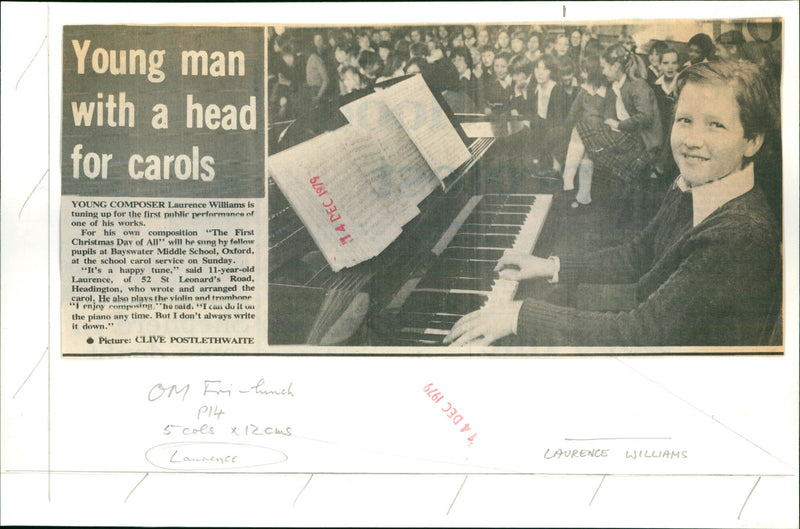 Young man
with a head
for carols
YOUNG COMPOSER Laurence Williams is
tuning up for the first public performance of
one of his works.
For his own composition "The First
Christmas Day of All" will be sung by fellow
pupils at Bayswater Middle School, Oxford,
at the school carol service on Sunday.
"It's a happy tune," said 11-year-old
Laurence, of 52 St Leonard's Road,
Headington, who wrote and arranged the
carol. He also plays the violin and trombone.
"I enjoy composing," he said. "I can do it on
the piano any time. But I don't always write
it down."
● Picture: CLIVE POSTLETHWAITE
14 DEC 1979
OM Fri - lunch
P14
5 cols x 12cms
Laurence
14 DEC 1979
LAURENCE WILLIAMS